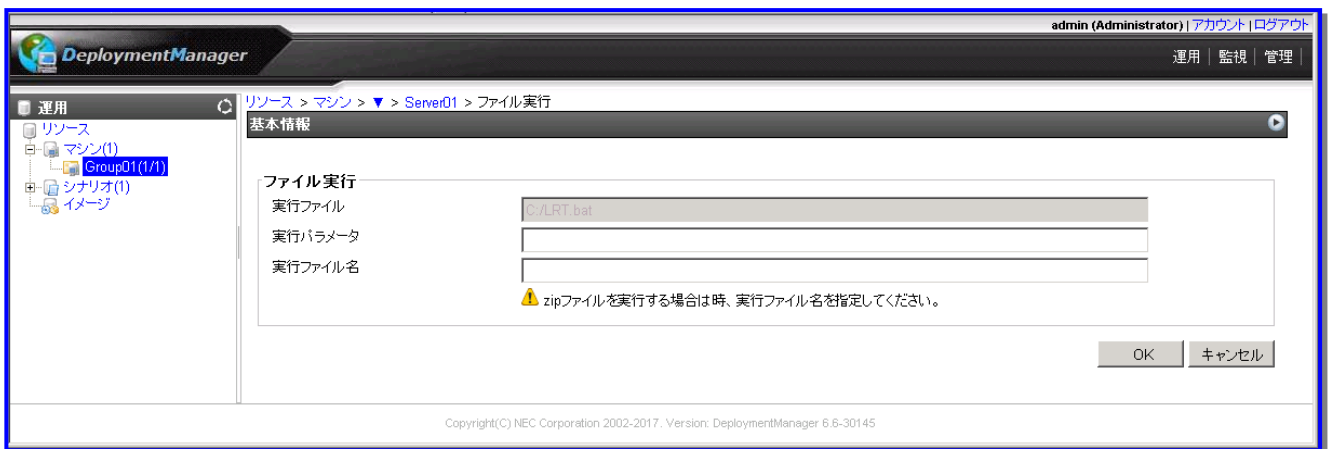 admin (Administrator) | アカウント | ログアウト
DeploymentManager
運用 | 監視 | 管理 |
運用
リソース > マシン > ▼ > Server01 > ファイル実行
リソース
基本情報
マシン(1)
Group01(1/1)
シナリオ(1)
イメージ
ファイル実行
実行ファイル
C:/LRT.bat
実行パラメータ
実行ファイル名
zipファイルを実行する場合は時、実行ファイル名を指定してください。
OK
キャンセル
Copyright(C) NEC Corporation 2002-2017. Version: DeploymentManager 6.6-30145